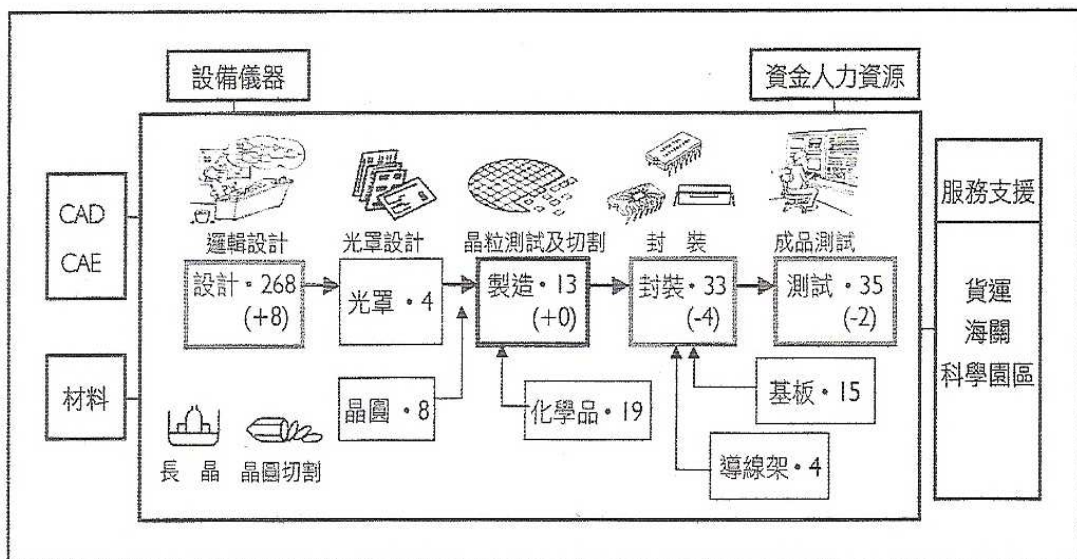 設備儀器
資金人力資源
CAD
CAE
材料
邏輯設計
光罩設計
晶粒測試及切割
封 裝
成品測試
設計・268
(+8)
光罩・4
製造・13
(+0)
封裝・33
(-4)
測試・35
(-2)
晶圓・8
化學品・19
基板・15
導線架・4
長 晶
晶圓切割
服務支援
貨運
海關
科學園區